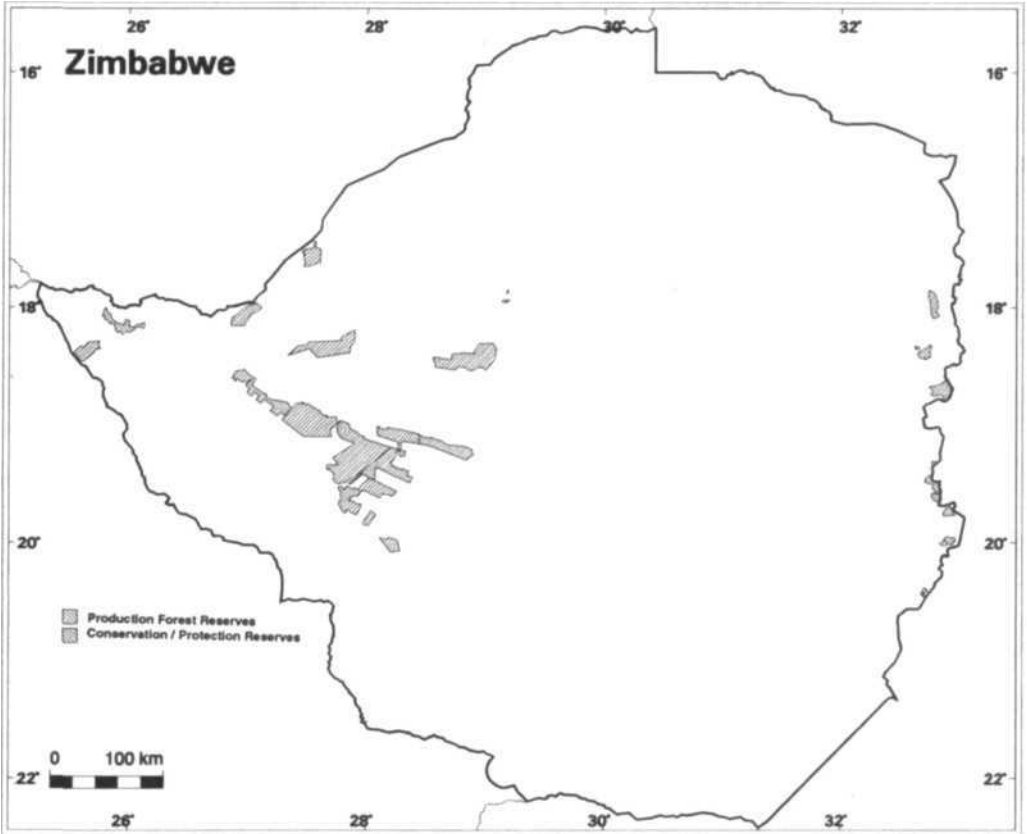 26° 28° 30° 32°
Zimbabwe
16° 16°
18° 18°
20° 20°
Production Forest Reserves
Conservation / Protection Reserves
0 100 km
22° 22°
26° 28° 30° 32°